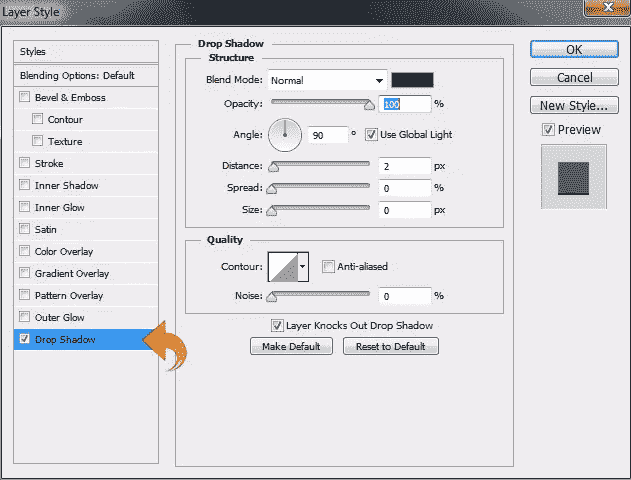 Layer Style
Styles
Blending Options: Default
Bevel & Emboss
Contour
Texture
Stroke
Inner Shadow
Inner Glow
Satin
Color Overlay
Gradient Overlay
Pattern Overlay
Outer Glow
Drop Shadow
Drop Shadow
Structure
Blend Mode: Normal
Opacity: 100 %
Angle: 90 ° Use Global Light
Distance: 2 px
Spread: 0 %
Size: 0 px
Quality
Contour: Anti-aliased
Noise: 0 %
Layer Knocks Out Drop Shadow
Make Default Reset to Default
OK
Cancel
New Style...
Preview